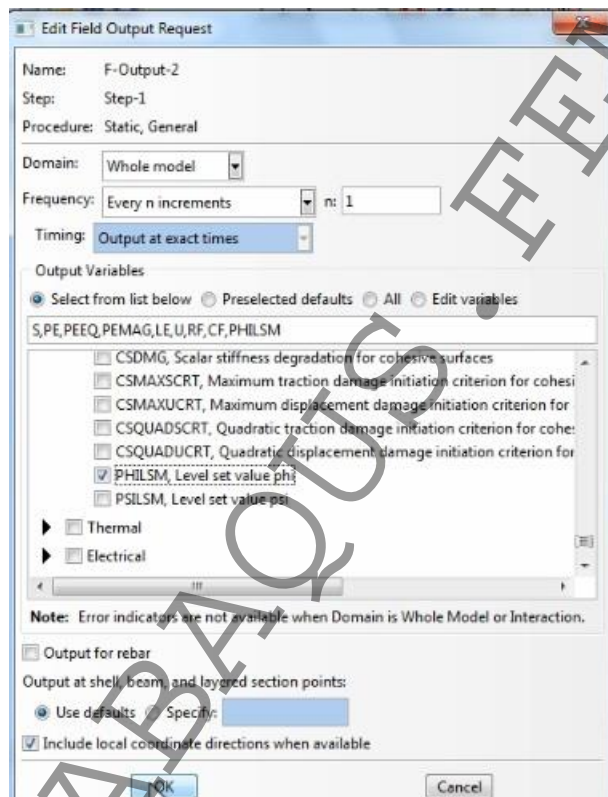 Edit Field Output Request
Name: F-Output-2
Step: Step-1
Procedure: Static, General
Domain: Whole model
Frequency: Every n increments n: 1
Timing: Output at exact times
Output Variables
Select from list below Preselected defaults All Edit variables
S,PE,PEEQ,PEMAG,LE,U,RF,CF,PHILSM
CSDMG, Scalar stiffness degradation for cohesive surfaces
CSMAXSCRT, Maximum traction damage initiation criterion for cohesi
CSMAXUCRT, Maximum displacement damage initiation criterion for
CSQUADSCRT, Quadratic traction damage initiation criterion for cohe
CSQUADUCRT, Quadratic displacement damage initiation criterion for
PHILSM, Level set value phi
PSILSM, Level set value psi
Thermal
Electrical
Note: Error indicators are not available when Domain is Whole Model or Interaction.
Output for rebar
Output at shell, beam, and layered section points:
Use defaults Specify:
Include local coordinate directions when available
OK Cancel
ABAQUS.